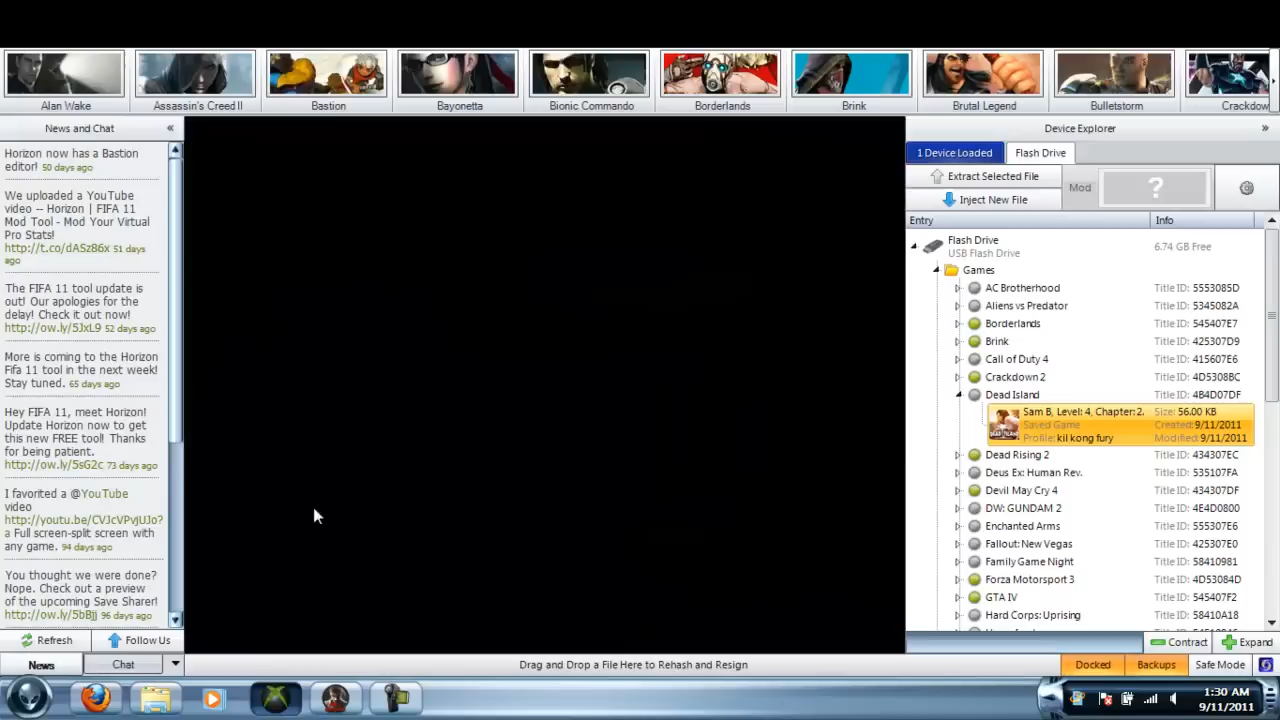 Alan Wake
Assassin's Creed II
Bastion
Bayonetta
Bionic Commando
Borderlands
Brink
Brutal Legend
Bulletstorm
Crackdow
News and Chat «
Horizon now has a Bastion
editor! 50 days ago
We uploaded a YouTube
video -- Horizon | FIFA 11
Mod Tool - Mod Your Virtual
Pro Stats!
http://t.co/dASz86x 51 days
ago
The FIFA 11 tool update is
out! Our apologies for the
delay! Check it out now!
http://ow.ly/5JxL9 52 days ago
More is coming to the Horizon
Fifa 11 tool in the next week!
Stay tuned. 65 days ago
Hey FIFA 11, meet Horizon!
Update Horizon now to get
this new FREE tool! Thanks
for being patient.
http://ow.ly/5sG2c 73 days ago
I favorited a @YouTube
video
http://youtu.be/CVJcVPvjUJo?
a Full screen-split screen with
any game. 94 days ago
You thought we were done?
Nope. Check out a preview
of the upcoming Save Sharer!
http://ow.ly/5bBjj 96 days ago
Refresh Follow Us
News Chat
Drag and Drop a File Here to Rehash and Resign
Device Explorer »
1 Device Loaded Flash Drive
Extract Selected File
Inject New File
Mod ?
Entry Info
Flash Drive 6.74 GB Free
USB Flash Drive
Games
AC Brotherhood Title ID: 5553085D
Aliens vs Predator Title ID: 5345082A
Borderlands Title ID: 545407E7
Brink Title ID: 425307D9
Call of Duty 4 Title ID: 415607E6
Crackdown 2 Title ID: 4D5308BC
Dead Island Title ID: 4B4D07DF
Sam B, Level: 4, Chapter: 2. Size: 56.00 KB
Saved Game Created: 9/11/2011
Profile: kil kong fury Modified: 9/11/2011
Dead Rising 2 Title ID: 434307EC
Deus Ex: Human Rev. Title ID: 535107FA
Devil May Cry 4 Title ID: 434307DF
DW: GUNDAM 2 Title ID: 4E4D0800
Enchanted Arms Title ID: 555307E6
Fallout: New Vegas Title ID: 425307E0
Family Game Night Title ID: 58410981
Forza Motorsport 3 Title ID: 4D53084D
GTA IV Title ID: 545407F2
Hard Corps: Uprising Title ID: 58410A18
Contract Expand
Docked Backups Safe Mode
1:30 AM
9/11/2011